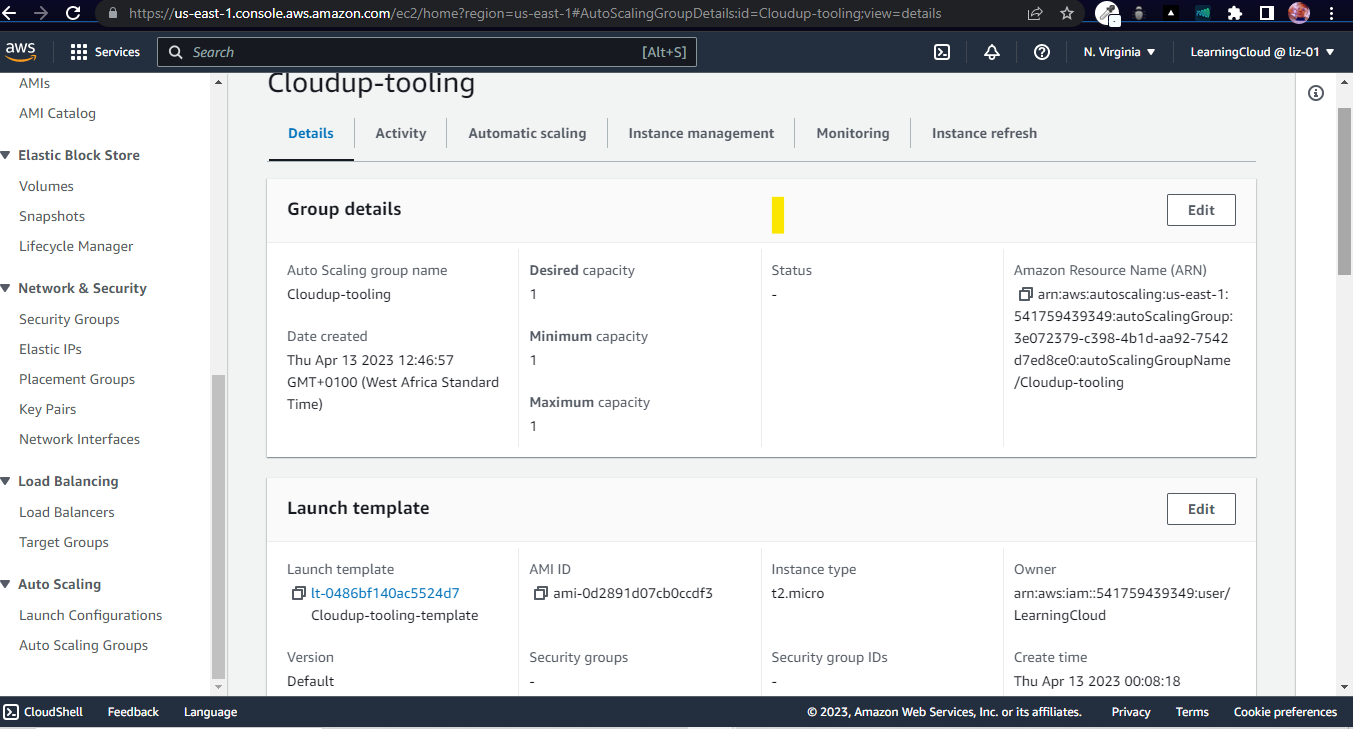 https://us-east-1.console.aws.amazon.com/ec2/home?region=us-east-1#AutoScalingGroupDetails:id=Cloudup-tooling;view=details
aws
Services
Search
[Alt+S]
N. Virginia
LearningCloud @ liz-01
AMIs
AMI Catalog
Elastic Block Store
Volumes
Snapshots
Lifecycle Manager
Network & Security
Security Groups
Elastic IPs
Placement Groups
Key Pairs
Network Interfaces
Load Balancing
Load Balancers
Target Groups
Auto Scaling
Launch Configurations
Auto Scaling Groups
Cloudup-tooling
Details
Activity
Automatic scaling
Instance management
Monitoring
Instance refresh
Group details
Edit
Auto Scaling group name
Cloudup-tooling
Date created
Thu Apr 13 2023 12:46:57
GMT+0100 (West Africa Standard
Time)
Desired capacity
1
Minimum capacity
1
Maximum capacity
1
Status
-
Amazon Resource Name (ARN)
arn:aws:autoscaling:us-east-1:
541759439349:autoScalingGroup:
3e072379-c398-4b1d-aa92-7542
d7ed8ce0:autoScalingGroupName
/Cloudup-tooling
Launch template
Edit
Launch template
lt-0486bf140ac5524d7
Cloudup-tooling-template
AMI ID
ami-0d2891d07cb0ccdf3
Instance type
t2.micro
Owner
arn:aws:iam::541759439349:user/
LearningCloud
Version
Default
Security groups
-
Security group IDs
-
Create time
Thu Apr 13 2023 00:08:18
CloudShell
Feedback
Language
© 2023, Amazon Web Services, Inc. or its affiliates.
Privacy
Terms
Cookie preferences